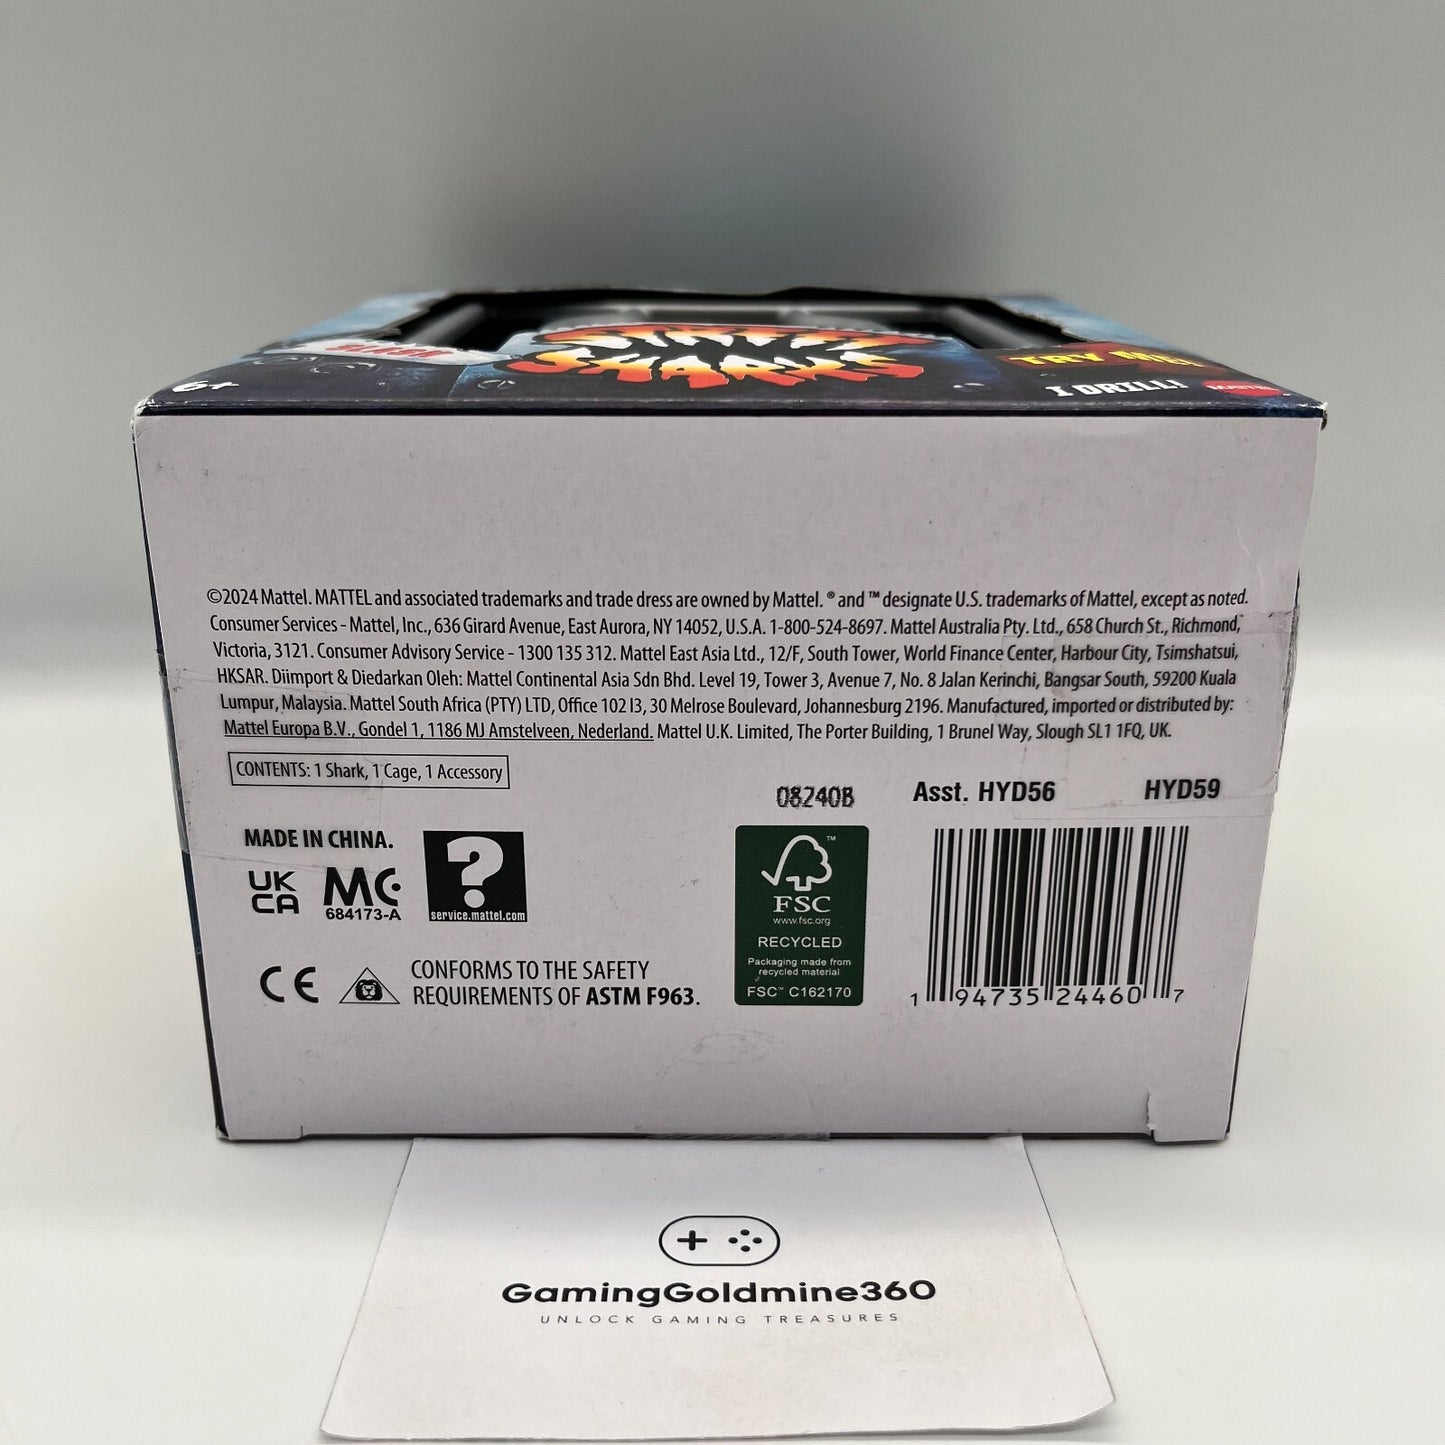 STREET
SHARKS
6+
TRY ME!
I DRILL!
MATTEL
©2024 Mattel. MATTEL and associated trademarks and trade dress are owned by Mattel. ® and ™ designate U.S. trademarks of Mattel, except as noted.
Consumer Services - Mattel, Inc., 636 Girard Avenue, East Aurora, NY 14052, U.S.A. 1-800-524-8697. Mattel Australia Pty. Ltd., 658 Church St., Richmond,
Victoria, 3121. Consumer Advisory Service - 1300 135 312. Mattel East Asia Ltd., 12/F, South Tower, World Finance Center, Harbour City, Tsimshatsui,
HKSAR. Diimport & Diedarkan Oleh: Mattel Continental Asia Sdn Bhd. Level 19, Tower 3, Avenue 7, No. 8 Jalan Kerinchi, Bangsar South, 59200 Kuala
Lumpur, Malaysia. Mattel South Africa (PTY) LTD, Office 102 I3, 30 Melrose Boulevard, Johannesburg 2196. Manufactured, imported or distributed by:
Mattel Europa B.V., Gondel 1, 1186 MJ Amstelveen, Nederland. Mattel U.K. Limited, The Porter Building, 1 Brunel Way, Slough SL1 1FQ, UK.
CONTENTS: 1 Shark, 1 Cage, 1 Accessory
08240B
Asst. HYD56 HYD59
MADE IN CHINA.
UK
CA
MC
684173-A
?
service.mattel.com
CE
CONFORMS TO THE SAFETY
REQUIREMENTS OF ASTM F963.
™
FSC
www.fsc.org
RECYCLED
Packaging made from
recycled material
FSC™ C162170
1 94735 24460 7
GamingGoldmine360
UNLOCK GAMING TREASURES